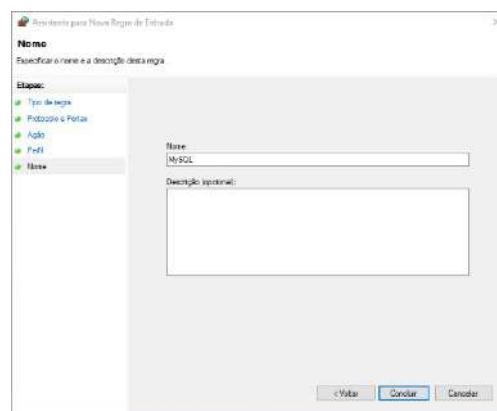 Assistente para Nova Regra de Entrada
Nome
Especificar o nome e a descrição desta regra.
Etapas:
Tipo de regra
Protocolo e Portas
Ação
Perfil
Nome
Nome
MySQL
Descrição (opcional):
< Voltar Concluir Cancelar